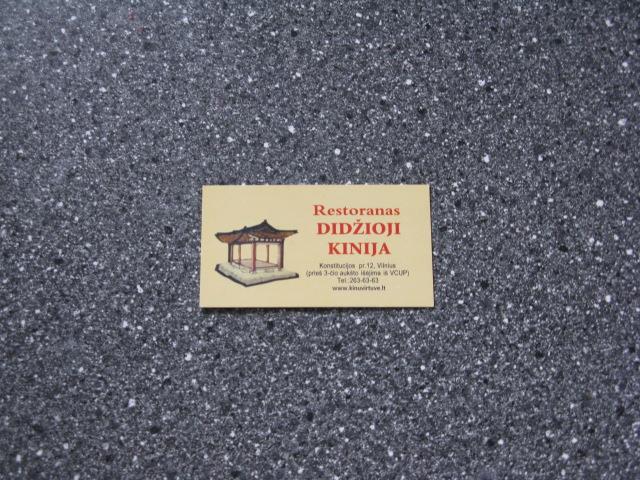 Restoranas
DIDŽIOJI
KINIJA
Konstitucijos pr.12, Vilnius
(prieš 3-čio aukšto išėjima iš VCUP)
Tel.:263-63-63
www.kinuvirtuve.lt